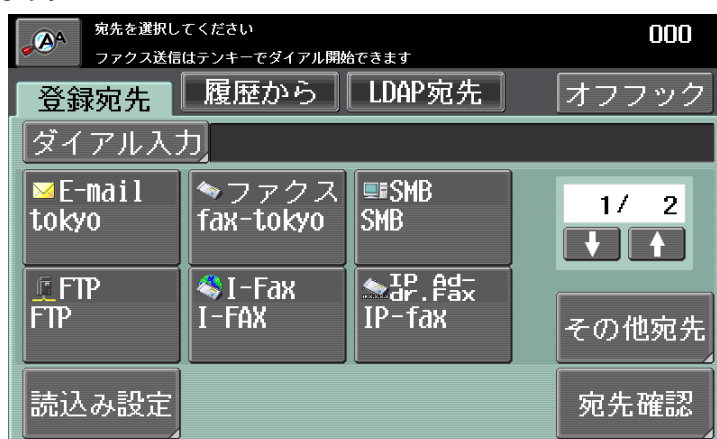 宛先を選択してください
ファクス送信はテンキーでダイアル開始できます
000
登録宛先
履歴から
LDAP宛先
オフフック
ダイアル入力
E-mail
tokyo
ファクス
fax-tokyo
SMB
SMB
1/ 2
FTP
FTP
I-Fax
I-FAX
IP Ad-
dr.Fax
IP-fax
その他宛先
読込み設定
宛先確認